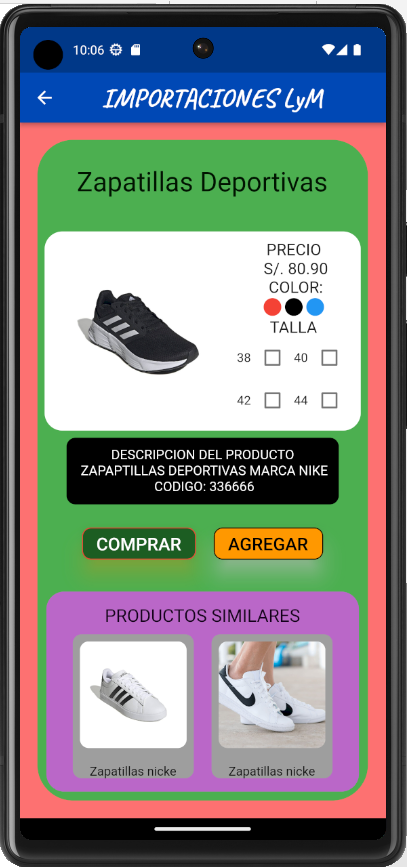 10:06
IMPORTACIONES LyM
Zapatillas Deportivas
PRECIO
S/. 80.90
COLOR:
TALLA
38 40
42 44
DESCRIPCION DEL PRODUCTO
ZAPAPTILLAS DEPORTIVAS MARCA NIKE
CODIGO: 336666
COMPRAR AGREGAR
PRODUCTOS SIMILARES
Zapatillas nicke Zapatillas nicke